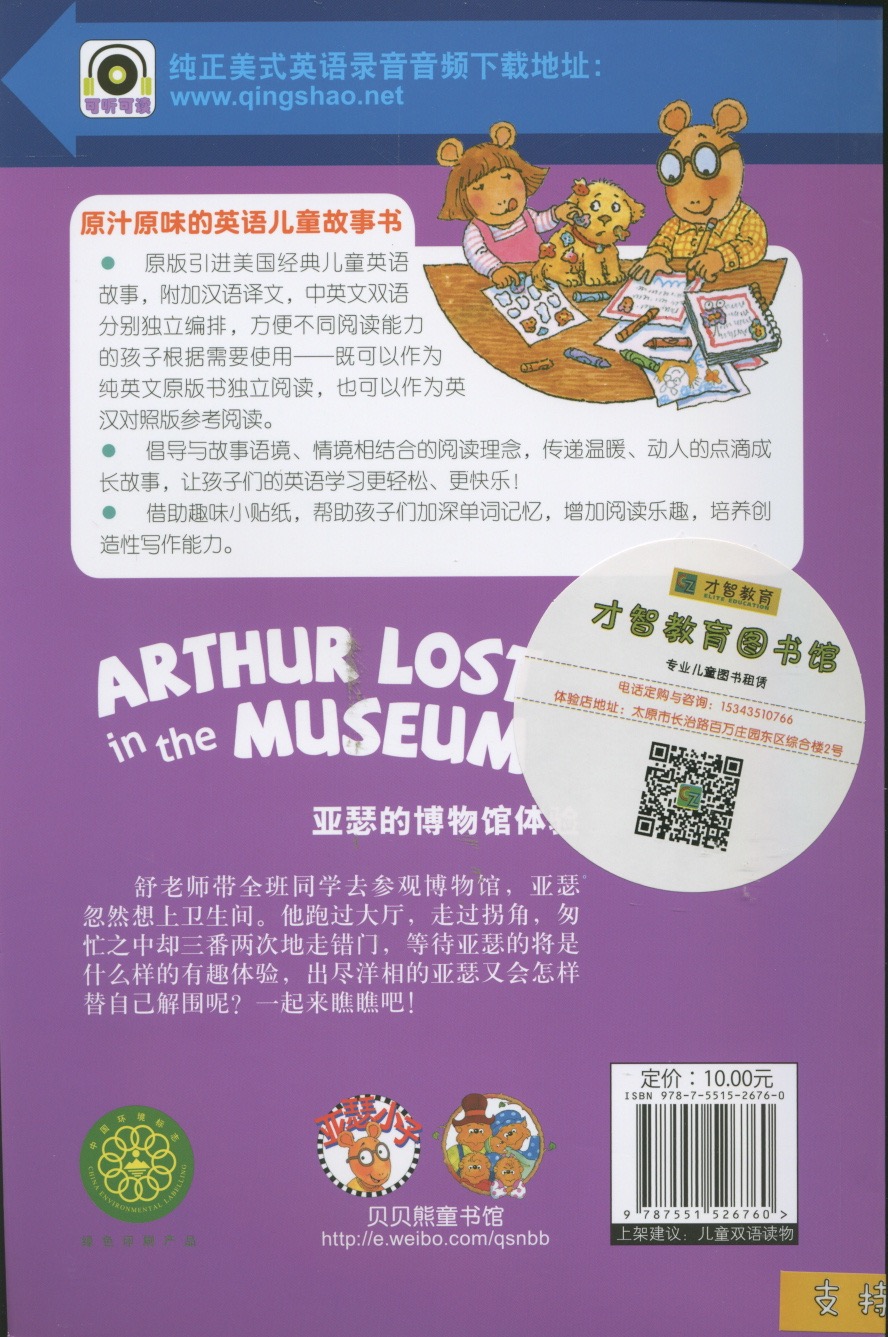 纯正美式英语录音音频下载地址：
www.qingshao.net
可听可读
原汁原味的英语儿童故事书
● 原版引进美国经典儿童英语
故事，附加汉语译文，中英文双语
分别独立编排，方便不同阅读能力
的孩子根据需要使用——既可以作为
纯英文原版书独立阅读，也可以作为英
汉对照版参考阅读。
● 倡导与故事语境、情境相结合的阅读理念，传递温暖、动人的点滴成
长故事，让孩子们的英语学习更轻松、更快乐！
● 借助趣味小贴纸，帮助孩子们加深单词记忆，增加阅读乐趣，培养创
造性写作能力。
CZ 才智教育
ELITE EDUCATION
才智教育图书馆
专业儿童图书租赁
电话定购与咨询：15343510766
体验店地址：太原市长治路百万庄园东区综合楼2号
CZ
ARTHUR LOST
in the MUSEUM
亚瑟的博物馆体验
舒老师带全班同学去参观博物馆，亚瑟
忽然想上卫生间。他跑过大厅，走过拐角，匆
忙之中却三番两次地走错门，等待亚瑟的将是
什么样的有趣体验，出尽洋相的亚瑟又会怎样
替自己解围呢？一起来瞧瞧吧！
中国环境标志
CHINA ENVIRONMENTAL LABELLING
绿色印刷产品
亚瑟小子
贝贝熊童书馆
http://e.weibo.com/qsnbb
定价：10.00元
ISBN 978-7-5515-2676-0
9 787551 526760 >
上架建议：儿童双语读物
支持